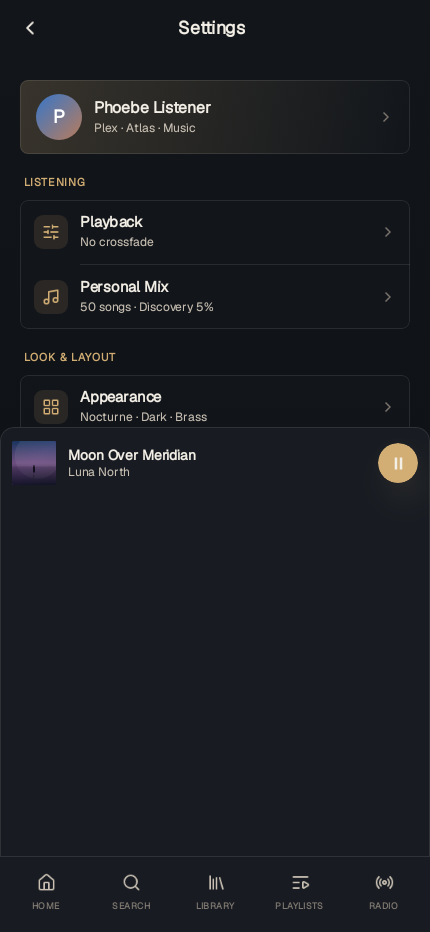 Settings
P
Phoebe Listener
Plex · Atlas · Music
LISTENING
Playback
No crossfade
Personal Mix
50 songs · Discovery 5%
LOOK & LAYOUT
Appearance
Nocturne · Dark · Brass
Moon Over Meridian
Luna North
HOME
SEARCH
LIBRARY
PLAYLISTS
RADIO